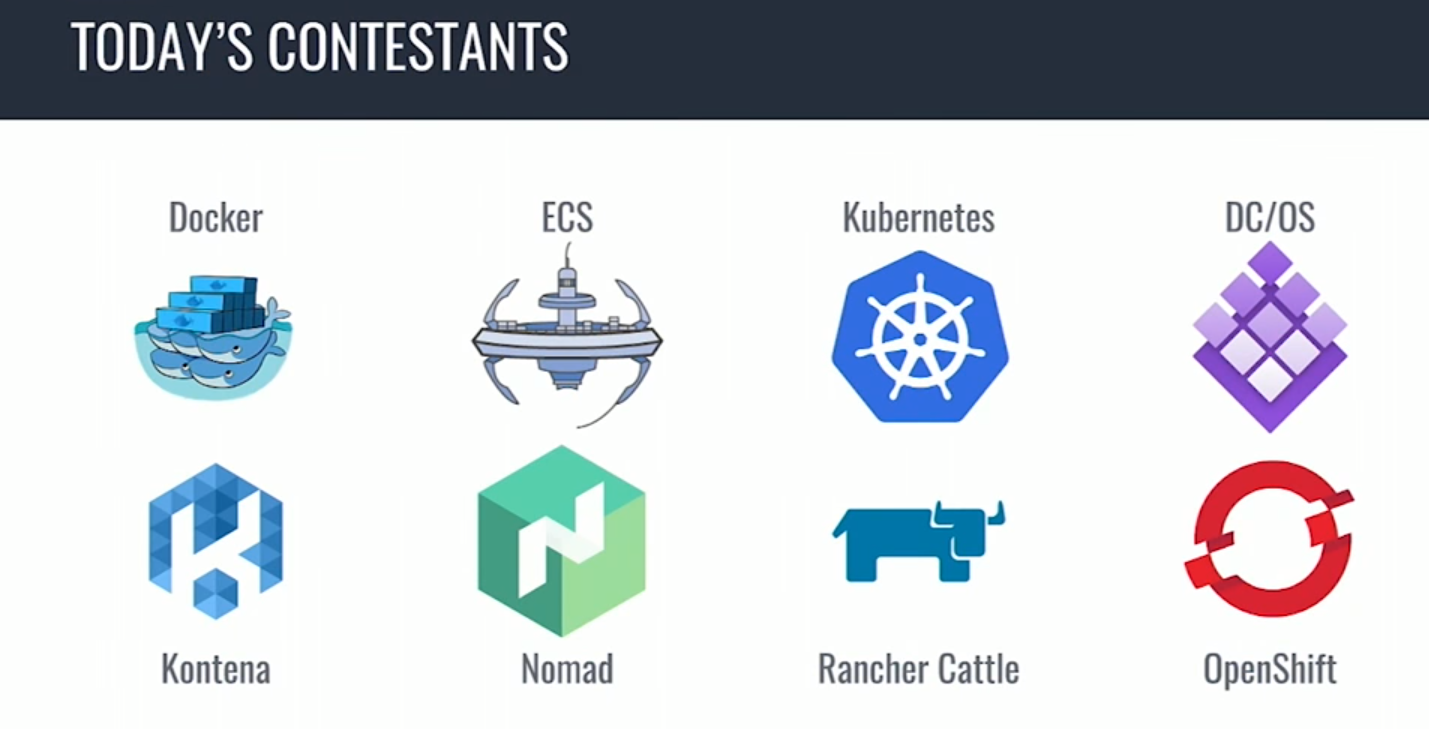 TODAY'S CONTESTANTS
Docker
ECS
Kubernetes
DC/OS
Kontena
Nomad
Rancher Cattle
OpenShift